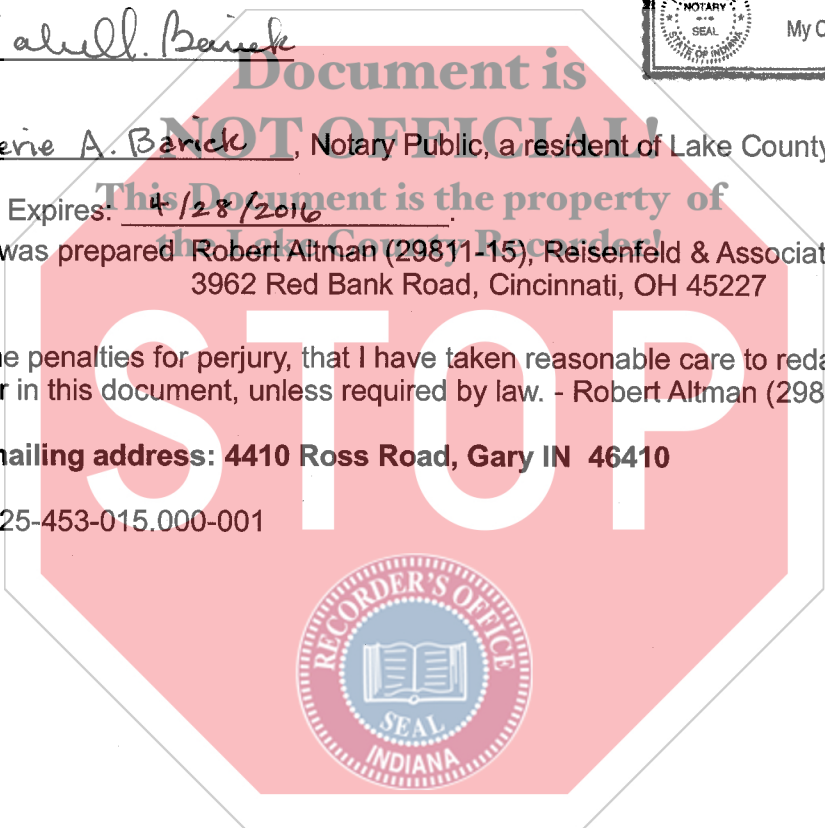 Barick
NOTARY
SEAL
STATE OF INDIANA
My C
Document is
NOT OFFICIAL!
erie A. Barick, Notary Public, a resident of Lake County
This Document is the property of
Expires: 4/28/2016.
the Lake County Recorder!
was prepared Robert Altman (29811-15), Reisenfeld & Associat
3962 Red Bank Road, Cincinnati, OH 45227
STOP
e penalties for perjury, that I have taken reasonable care to reda
r in this document, unless required by law. - Robert Altman (298
ailing address: 4410 Ross Road, Gary IN 46410
25-453-015.000-001
RECORDER'S OFFICE
SEAL
INDIANA